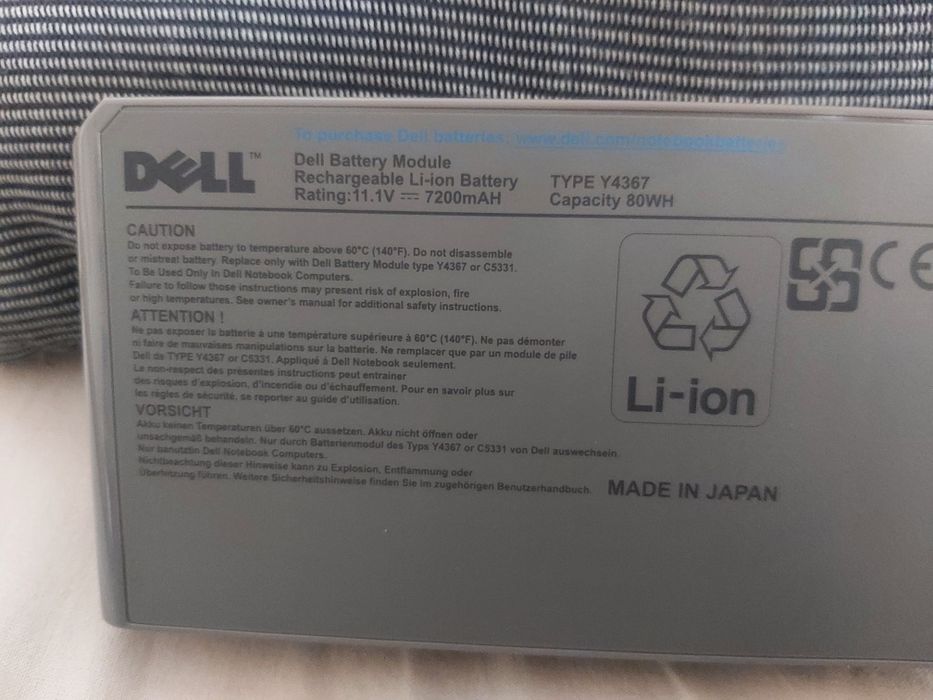 To purchase Dell batteries: www.dell.com/notebookbatteries
DELL™
Dell Battery Module
Rechargeable Li-ion Battery
TYPE Y4367
Rating:11.1V ⎓ 7200mAH
Capacity 80WH
CAUTION
Do not expose battery to temperature above 60°C (140°F). Do not disassemble
or mistreat battery. Replace only with Dell Battery Module type Y4367 or C5331.
To Be Used Only In Dell Notebook Computers.
Failure to follow those instructions may present risk of explosion, fire
or high temperatures. See owner's manual for additional safety instructions.
ATTENTION !
Ne pas exposer la batterie à une température supérieure à 60°C (140°F). Ne pas démonter
ni faire de mauvaises manipulations sur la batterie. Ne remplacer que par un module de pile
Dell de TYPE Y4367 or C5331. Appliqué à Dell Notebook seulement.
Le non-respect des présentes instructions peut entrainer
des risques d'explosion, d'incendie ou d'échauffement. Pour en savoir plus sur
les règles de sécurité, se reporter au guide d'utilisation.
VORSICHT
Akku keinen Temperaturen über 60°C aussetzen. Akku nicht öffnen oder
unsachgemäß behandeln. Nur durch Batterienmodul des Typs Y4367 or C5331 von Dell auswechseln.
Nur benutztin Dell Notebook Computers.
Nichtbeachtung dieser Hinweise kann zu Explosion, Entflammung oder
Überhitzung führen. Weitere Sicherheitshinweise finden Sie im zugehörigen Benutzerhandbuch.
Li-ion
CE
MADE IN JAPAN